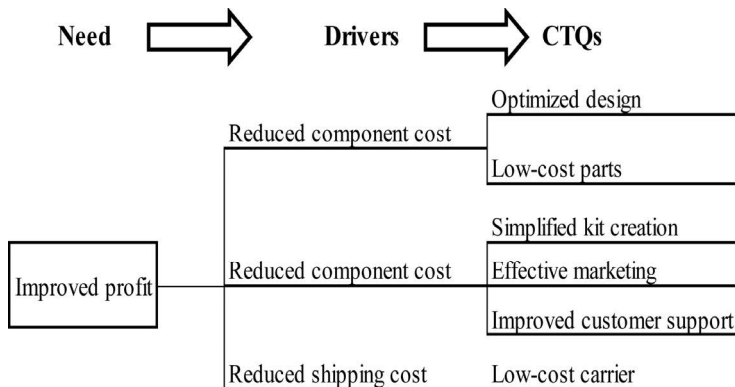 Need Drivers CTQs
Optimized design
Reduced component cost
Low-cost parts
Simplified kit creation
Improved profit Reduced component cost Effective marketing
Improved customer support
Reduced shipping cost Low-cost carrier